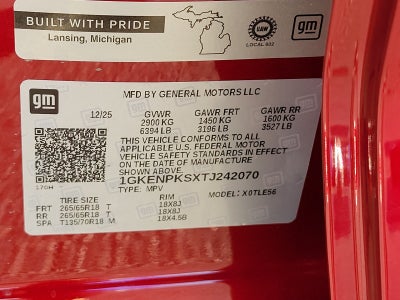 BUILT WITH PRIDE
Lansing, Michigan
UAW
LOCAL 602
gm
gm
MFD BY GENERAL MOTORS LLC
12/25 GVWR GAWR FRT GAWR RR
2900 KG 1450 KG 1600 KG
6394 LB 3196 LB 3527 LB
THIS VEHICLE CONFORMS TO ALL
APPLICABLE U.S. FEDERAL MOTOR
VEHICLE SAFETY STANDARDS IN EFFECT
ON THE DATE OF MANUFACTURE
SHOWN ABOVE.
170H
1GKENPKSXTJ242070
TYPE: MPV MODEL: X0TLE56
TIRE SIZE RIM
FRT 265/65R18 T 18X8J
RR 265/65R18 T 18X8J
SPA T135/70R18 M 18X4.5B